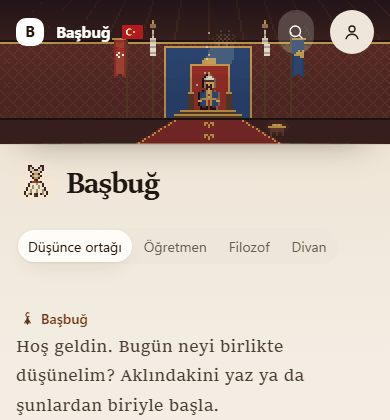 B Başbuğ
Başbuğ
Düşünce ortağı Öğretmen Filozof Divan
Başbuğ
Hoş geldin. Bugün neyi birlikte
düşünelim? Aklındakini yaz ya da
şunlardan biriyle başla.